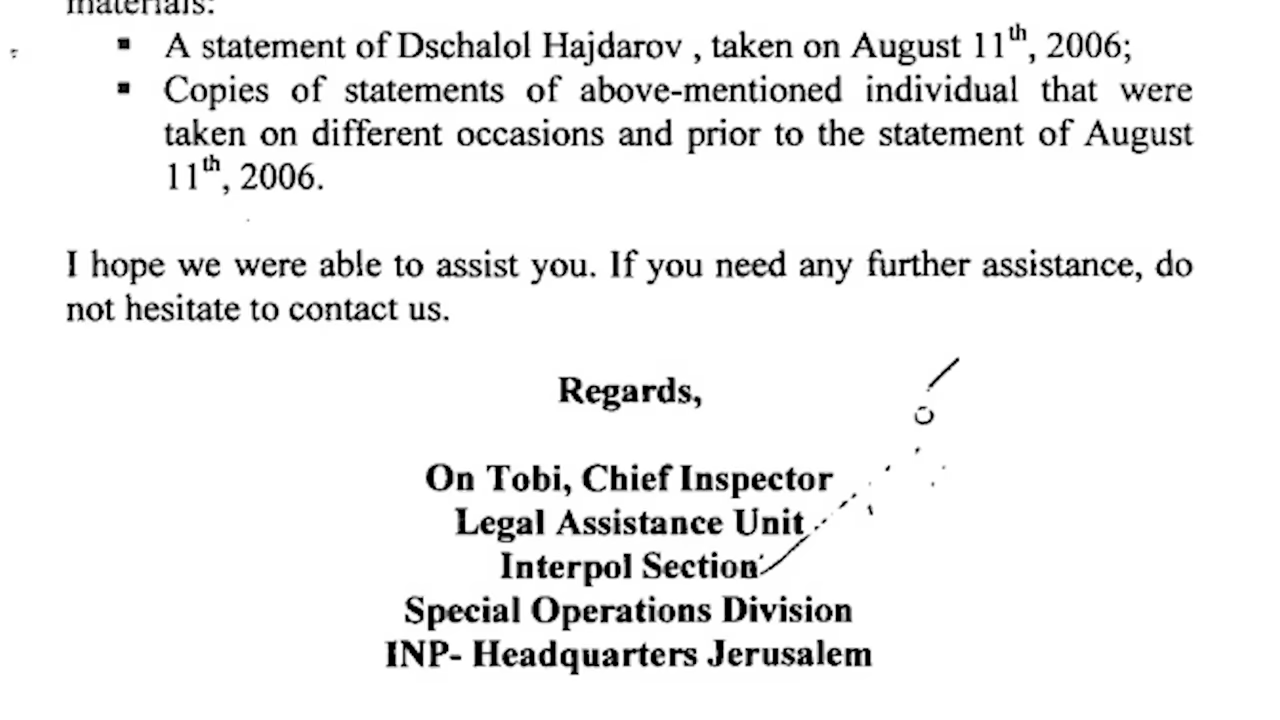 materials:
▪ A statement of Dschalol Hajdarov , taken on August 11th, 2006;
▪ Copies of statements of above-mentioned individual that were
taken on different occasions and prior to the statement of August
11th, 2006.
I hope we were able to assist you. If you need any further assistance, do
not hesitate to contact us.
Regards,
On Tobi, Chief Inspector
Legal Assistance Unit
Interpol Section
Special Operations Division
INP- Headquarters Jerusalem